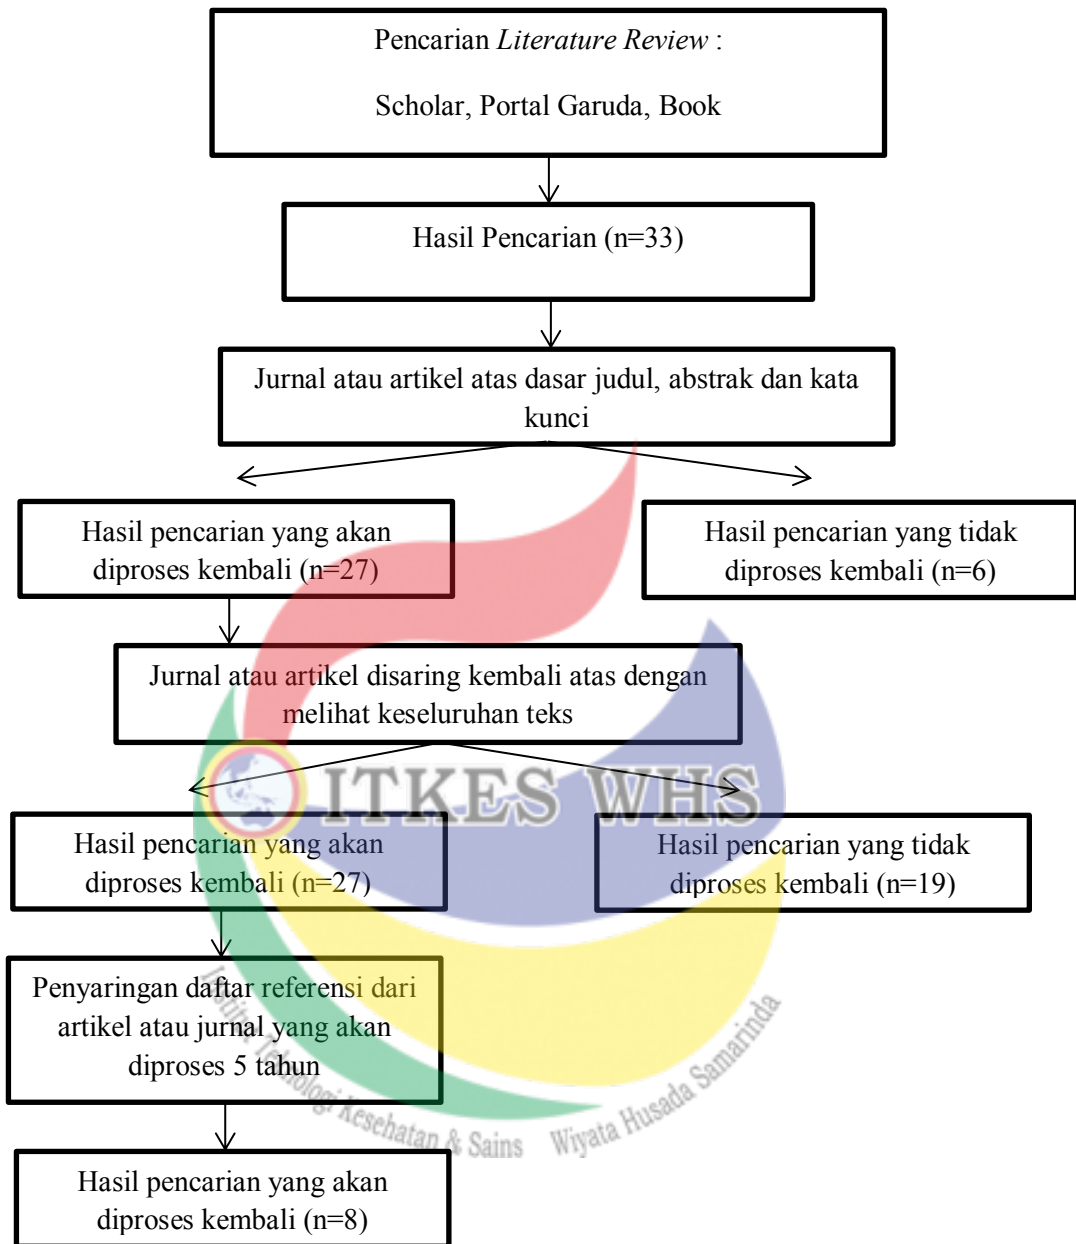 Pencarian Literature Review :
Scholar, Portal Garuda, Book
Hasil Pencarian (n=33)
Jurnal atau artikel atas dasar judul, abstrak dan kata
kunci
Hasil pencarian yang akan
diproses kembali (n=27)
Hasil pencarian yang tidak
diproses kembali (n=6)
Jurnal atau artikel disaring kembali atas dengan
melihat keseluruhan teks
ITKES WHS
Hasil pencarian yang akan
diproses kembali (n=27)
Hasil pencarian yang tidak
diproses kembali (n=19)
Penyaringan daftar referensi dari
artikel atau jurnal yang akan
diproses 5 tahun
Institut Teknologi Kesehatan & Sains Wiyata Husada Samarinda
Hasil pencarian yang akan
diproses kembali (n=8)